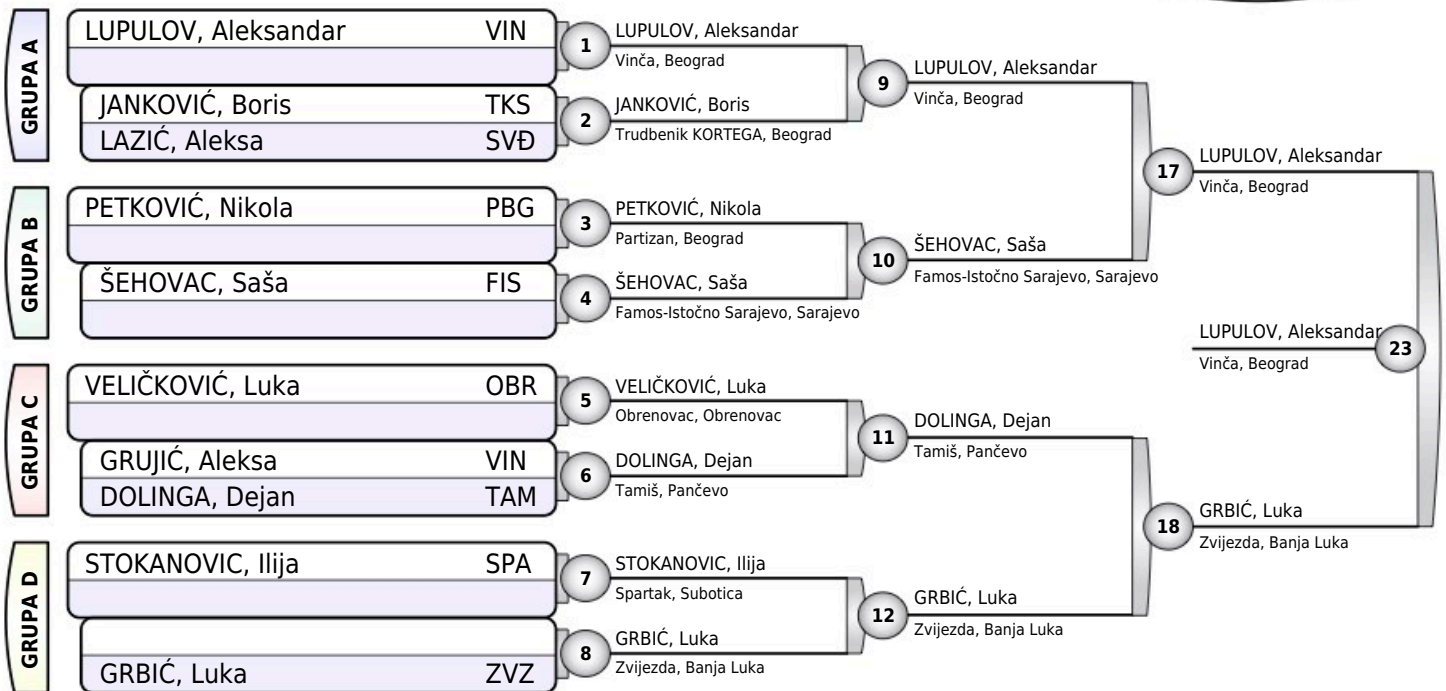 GRUPA A
LUPULOV, Aleksandar VIN
JANKOVIĆ, Boris TKS
LAZIĆ, Aleksa SVĐ
GRUPA B
PETKOVIĆ, Nikola PBG
ŠEHOVAC, Saša FIS
GRUPA C
VELIČKOVIĆ, Luka OBR
GRUJIĆ, Aleksa VIN
DOLINGA, Dejan TAM
GRUPA D
STOKANOVIC, Ilija SPA
GRBIĆ, Luka ZVZ
1
LUPULOV, Aleksandar
Vinča, Beograd
2
JANKOVIĆ, Boris
Trudbenik KORTEGA, Beograd
3
PETKOVIĆ, Nikola
Partizan, Beograd
4
ŠEHOVAC, Saša
Famos-Istočno Sarajevo, Sarajevo
5
VELIČKOVIĆ, Luka
Obrenovac, Obrenovac
6
DOLINGA, Dejan
Tamiš, Pančevo
7
STOKANOVIC, Ilija
Spartak, Subotica
8
GRBIĆ, Luka
Zvijezda, Banja Luka
9
LUPULOV, Aleksandar
Vinča, Beograd
10
ŠEHOVAC, Saša
Famos-Istočno Sarajevo, Sarajevo
11
DOLINGA, Dejan
Tamiš, Pančevo
12
GRBIĆ, Luka
Zvijezda, Banja Luka
17
LUPULOV, Aleksandar
Vinča, Beograd
18
GRBIĆ, Luka
Zvijezda, Banja Luka
LUPULOV, Aleksandar
23
Vinča, Beograd